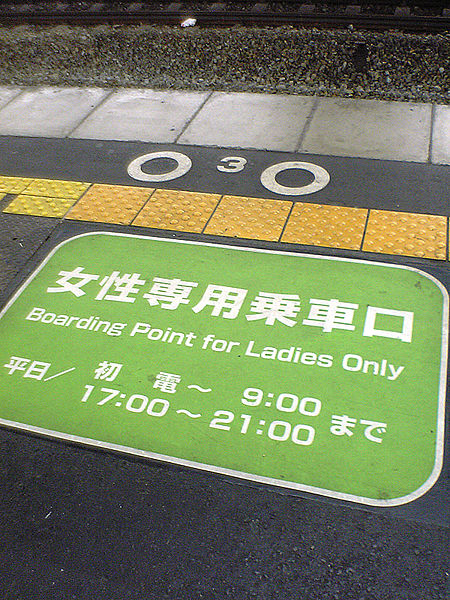 3
女性専用乗車口
Boarding Point for Ladies Only
平日／ 初 電～ 9:00
17:00～21:00 まで